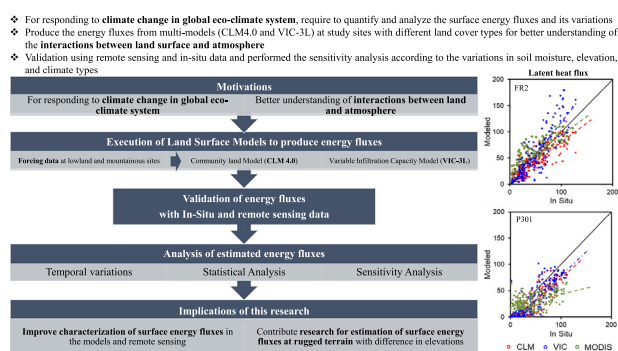 ❖ For responding to climate change in global eco-climate system, require to quantify and analyze the surface energy fluxes and its variations
❖ Produce the energy fluxes from multi-models (CLM4.0 and VIC-3L) at study sites with different land cover types for better understanding of
the interactions between land surface and atmosphere
❖ Validation using remote sensing and in-situ data and performed the sensitivity analysis according to the variations in soil moisture, elevation,
and climate types
Motivations
For responding to climate change in global eco-
climate system
Better understanding of interactions between land
and atmosphere
Execution of Land Surface Models to produce energy fluxes
Forcing data at lowland and mountainous sites
Community land Model (CLM 4.0)
Variable Infiltration Capacity Model (VIC-3L)
Validation of energy fluxes
with In-Situ and remote sensing data
Analysis of estimated energy fluxes
Temporal variations
Statistical Analysis
Sensitivity Analysis
Implications of this research
Improve characterization of surface energy fluxes in
the models and remote sensing
Contribute research for estimation of surface energy
fluxes at rugged terrain with difference in elevations
Latent heat flux
FR2
200
150
100
50
0
Modeled
0
100
200
In Situ
P301
200
150
100
50
0
Modeled
0
100
200
In Situ
CLM
VIC
MODIS